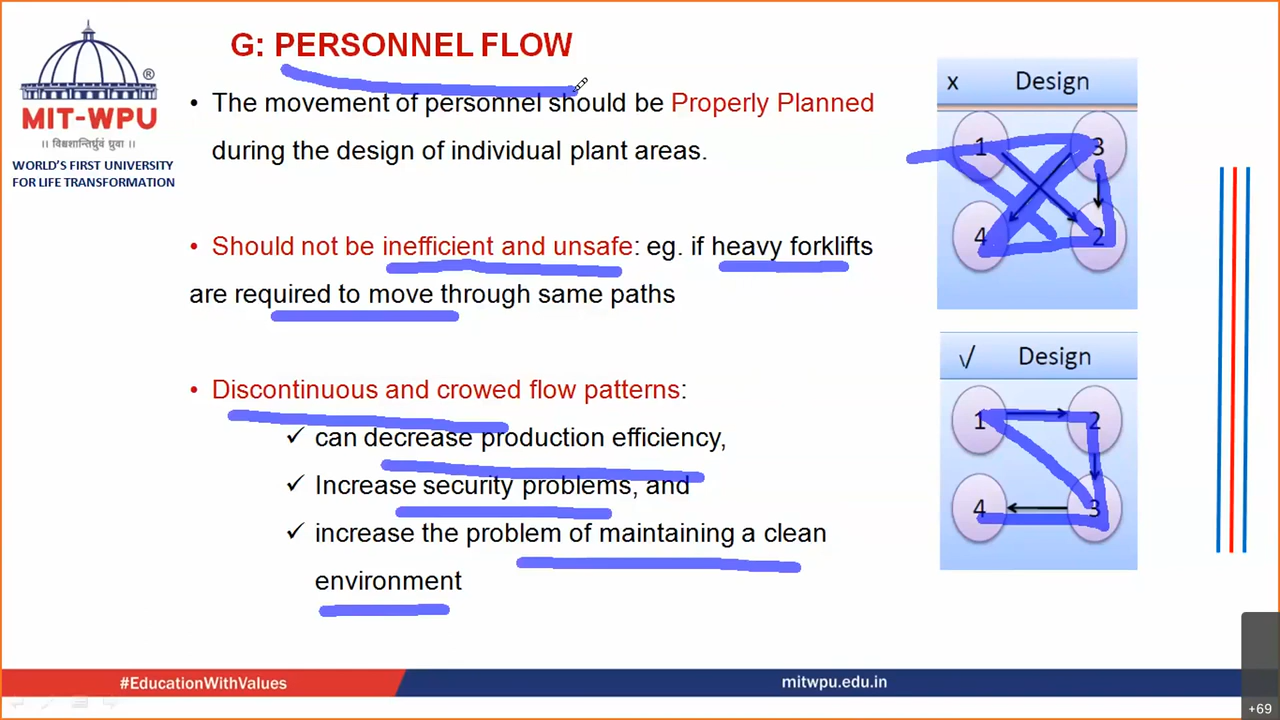 G: PERSONNEL FLOW
®
MIT-WPU
।। विश्वशान्तिर्ध्रुवं ध्रुवा ।।
WORLD'S FIRST UNIVERSITY
FOR LIFE TRANSFORMATION
• The movement of personnel should be Properly Planned
during the design of individual plant areas.
• Should not be inefficient and unsafe: eg. if heavy forklifts
are required to move through same paths
• Discontinuous and crowed flow patterns:
✓ can decrease production efficiency,
✓ Increase security problems, and
✓ increase the problem of maintaining a clean
environment
x Design
1 3
4 2
√ Design
1 2
4 3
#EducationWithValues
mitwpu.edu.in
+69